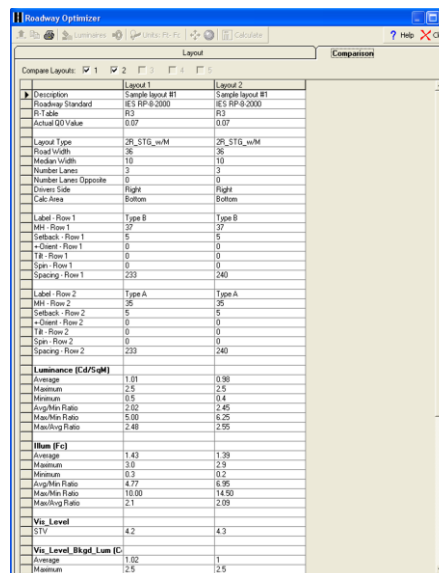 Roadway Optimizer
Luminaires Units: Ft - Fc Calculate ? Help X Cl
Layout Comparison
Compare Layouts: 1 2 3 4 5
Layout 1 Layout 2
Description Sample layout #1 Sample layout #1
Roadway Standard IES RP-8-2000 IES RP-8-2000
R-Table R3 R3
Actual Q0 Value 0.07 0.07
Layout Type 2R_STG_w/M 2R_STG_w/M
Road Width 36 36
Median Width 10 10
Number Lanes 3 3
Number Lanes Opposite 0 0
Drivers Side Right Right
Calc Area Bottom Bottom
Label - Row 1 Type B Type B
MH - Row 1 37 37
Setback - Row 1 5 5
+-Orient - Row 1 0 0
Tilt - Row 1 0 0
Spin - Row 1 0 0
Spacing - Row 1 233 240
Label - Row 2 Type A Type A
MH - Row 2 35 35
Setback - Row 2 5 5
+-Orient - Row 2 0 0
Tilt - Row 2 0 0
Spin - Row 2 0 0
Spacing - Row 2 233 240
Luminance (Cd/SqM)
Average 1.01 0.98
Maximum 2.5 2.5
Minimum 0.5 0.4
Avg/Min Ratio 2.02 2.45
Max/Min Ratio 5.00 6.25
Max/Avg Ratio 2.48 2.55
Illum (Fc)
Average 1.43 1.39
Maximum 3.0 2.9
Minimum 0.3 0.2
Avg/Min Ratio 4.77 6.95
Max/Min Ratio 10.00 14.50
Max/Avg Ratio 2.1 2.09
Vis_Level
STV 4.2 4.3
Vis_Level_Bkgd_Lum (C
Average 1.02 1
Maximum 2.5 2.5